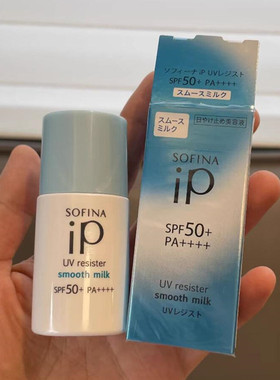 SOFINA
iP
UV resister
smooth milk
SPF50+ PA++++
ソフィーナ iP UVレジスト
SPF50+ PA++++
スムースミルク
スムース
ミルク
日やけ止め美容液
SOFINA
iP
SPF50+
PA++++
UV resister
smooth milk
UVレジスト